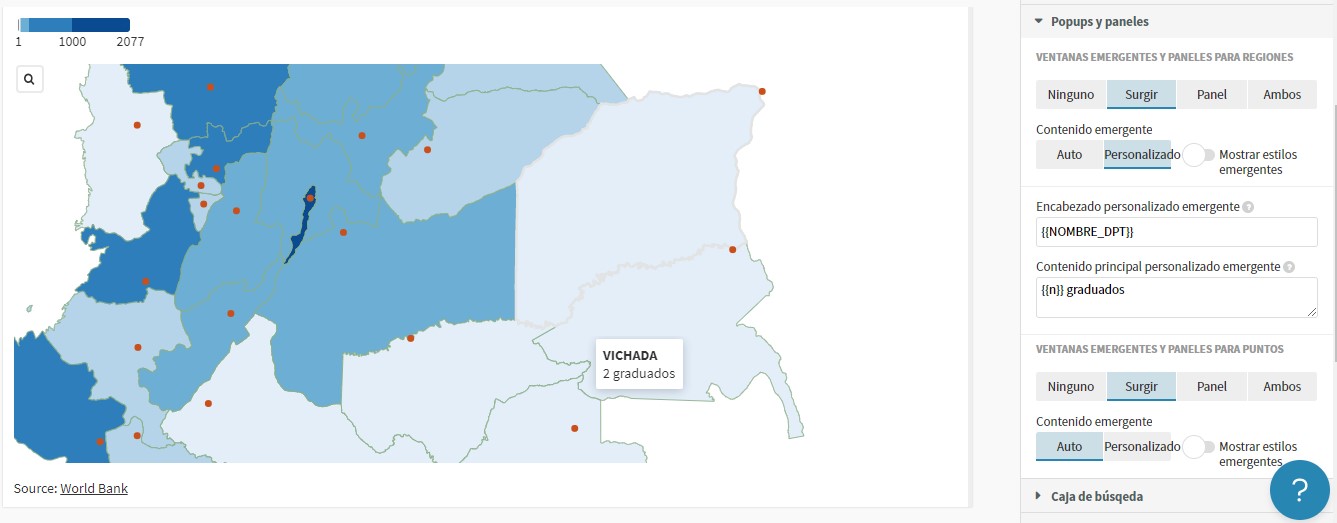 1 1000 2077
VICHADA
2 graduados
Source: World Bank
Popups y paneles
VENTANAS EMERGENTES Y PANELES PARA REGIONES
Ninguno Surgir Panel Ambos
Contenido emergente
Auto Personalizado Mostrar estilos
emergentes
Encabezado personalizado emergente ?
{{NOMBRE_DPT}}
Contenido principal personalizado emergente ?
{{n}} graduados
VENTANAS EMERGENTES Y PANELES PARA PUNTOS
Ninguno Surgir Panel Ambos
Contenido emergente
Auto Personalizado Mostrar estilos
emergentes
Caja de búsqeda
?